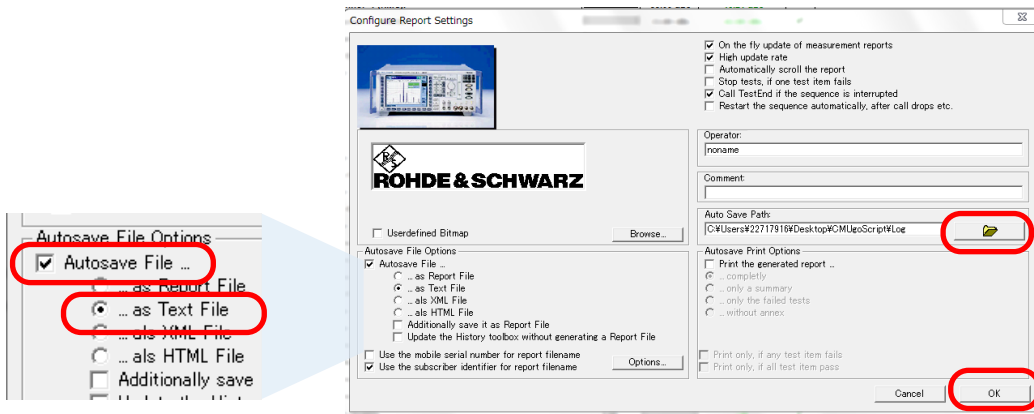 Configure Report Settings
On the fly update of measurement reports
High update rate
Automatically scroll the report
Stop tests, if one test item fails
Call TestEnd if the sequence is interrupted
Restart the sequence automatically, after call drops etc.
Operator:
noname
ROHDE & SCHWARZ
Comment:
Userdefined Bitmap
Browse...
Auto Save Path:
C:¥Users¥22717916¥Desktop¥CMUgoScript¥Log
Autosave File Options
Autosave File ...
... as Report File
... as Text File
... als XML File
... als HTML File
Additionally save it as Report File
Update the History toolbox without generating a Report File
Use the mobile serial number for report filename
Use the subscriber identifier for report filename
Options...
Autosave Print Options
Print the generated report ...
... completly
... only a summary
... only the failed tests
... without annex
Print only, if any test item fails
Print only, if all test item pass
Cancel
OK
Autosave File Options
Autosave File ...
... as Report File
... as Text File
... als XML File
... als HTML File
Additionally save